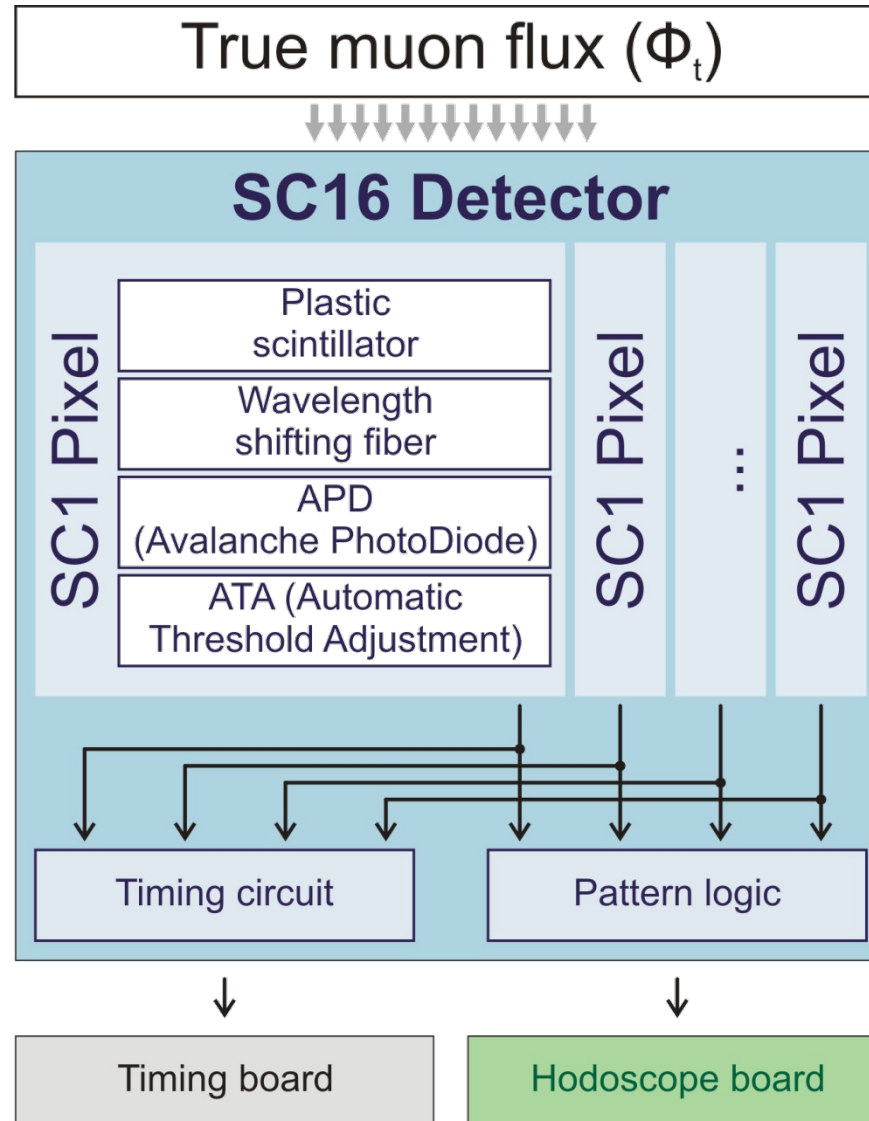 True muon flux (Φt)
SC16 Detector
SC1 Pixel
Plastic
scintillator
Wavelength
shifting fiber
APD
(Avalanche PhotoDiode)
ATA (Automatic
Threshold Adjustment)
SC1 Pixel
...
SC1 Pixel
Timing circuit
Pattern logic
Timing board
Hodoscope board